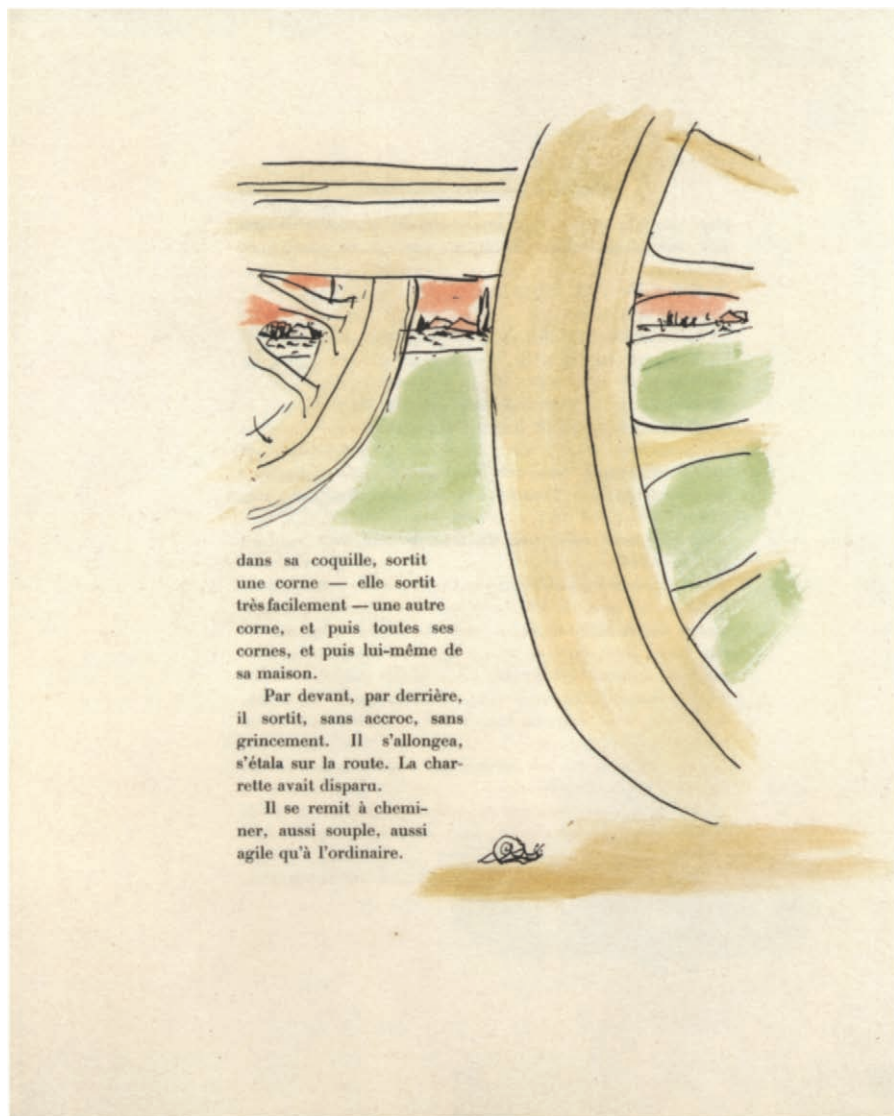 dans sa coquille, sortit
une corne — elle sortit
très facilement — une autre
corne, et puis toutes ses
cornes, et puis lui-même de
sa maison.
Par devant, par derrière,
il sortit, sans accroc, sans
grincement. Il s'allongea,
s'étala sur la route. La char-
rette avait disparu.
Il se remit à chemi-
ner, aussi souple, aussi
agile qu'à l'ordinaire.